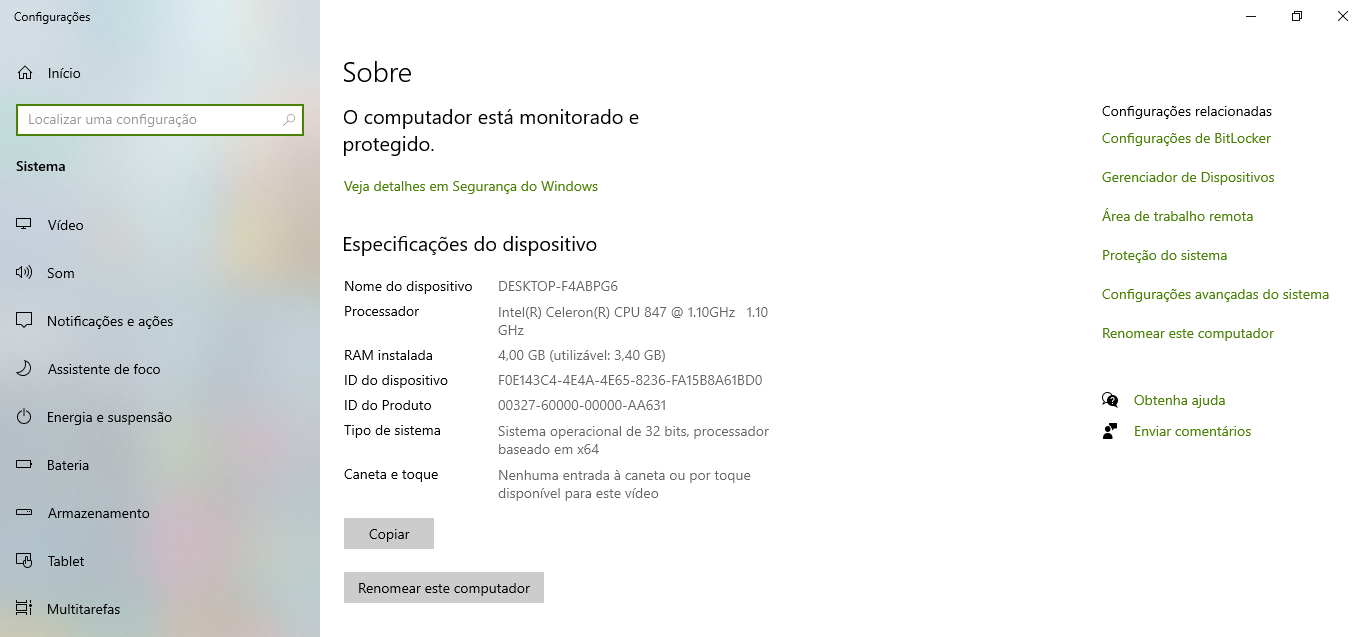 Configurações
Início
Localizar uma configuração
Sistema
Vídeo
Som
Notificações e ações
Assistente de foco
Energia e suspensão
Bateria
Armazenamento
Tablet
Multitarefas
Sobre
O computador está monitorado e
protegido.
Veja detalhes em Segurança do Windows
Especificações do dispositivo
Nome do dispositivo DESKTOP-F4ABPG6
Processador Intel(R) Celeron(R) CPU 847 @ 1.10GHz 1.10
GHz
RAM instalada 4,00 GB (utilizável: 3,40 GB)
ID do dispositivo F0E143C4-4E4A-4E65-8236-FA15B8A61BD0
ID do Produto 00327-60000-00000-AA631
Tipo de sistema Sistema operacional de 32 bits, processador
baseado em x64
Caneta e toque Nenhuma entrada à caneta ou por toque
disponível para este vídeo
Copiar
Renomear este computador
Configurações relacionadas
Configurações de BitLocker
Gerenciador de Dispositivos
Área de trabalho remota
Proteção do sistema
Configurações avançadas do sistema
Renomear este computador
Obtenha ajuda
Enviar comentários